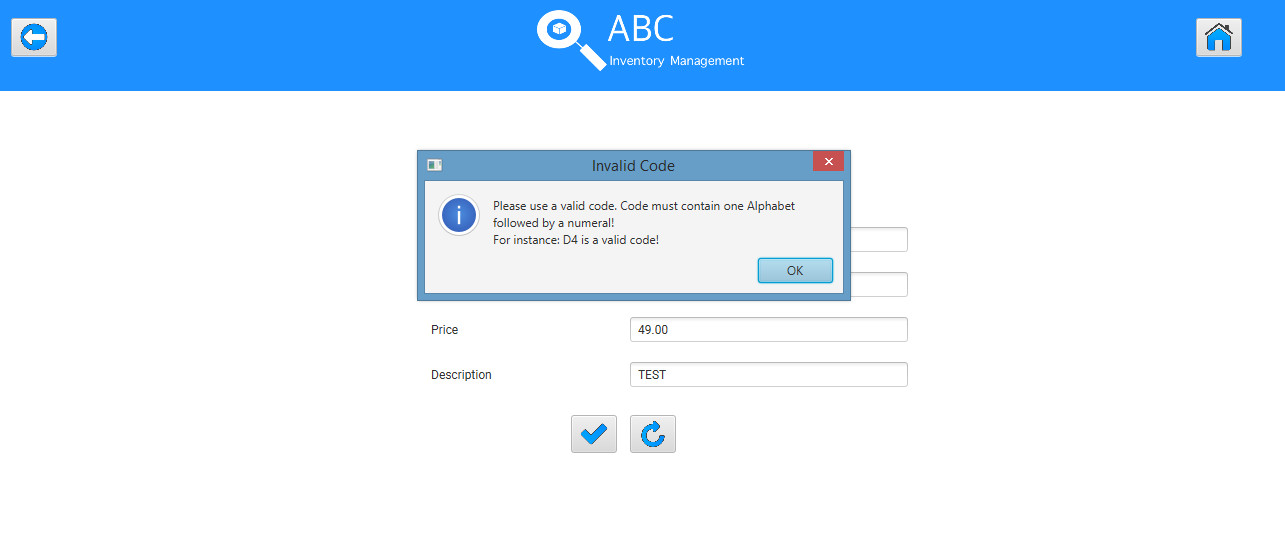 ABC
Inventory Management
Invalid Code
Please use a valid code. Code must contain one Alphabet
followed by a numeral!
For instance: D4 is a valid code!
OK
Price
49.00
Description
TEST